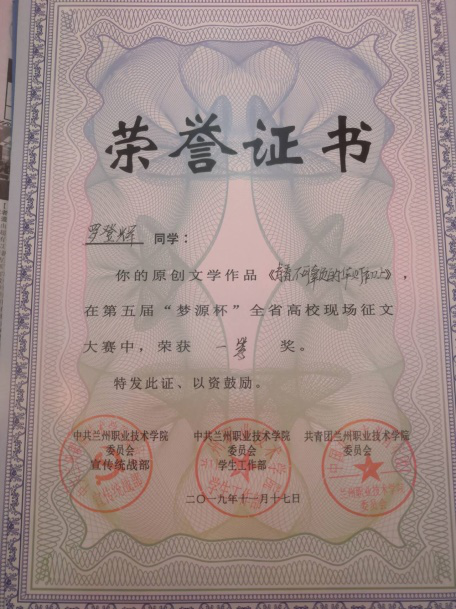 荣誉证书
罗登辉 同学：
你的原创文学作品《
》，
在第五届“梦源杯”全省高校现场征文
大赛中，荣获 一等 奖。
特发此证、以资鼓励。
中共兰州职业技术学院
委员会
宣传统战部
中共兰州职业技术学院
委员会
学生工作部
共青团兰州职业技术学院
委员会
二〇一九年十一月十七日